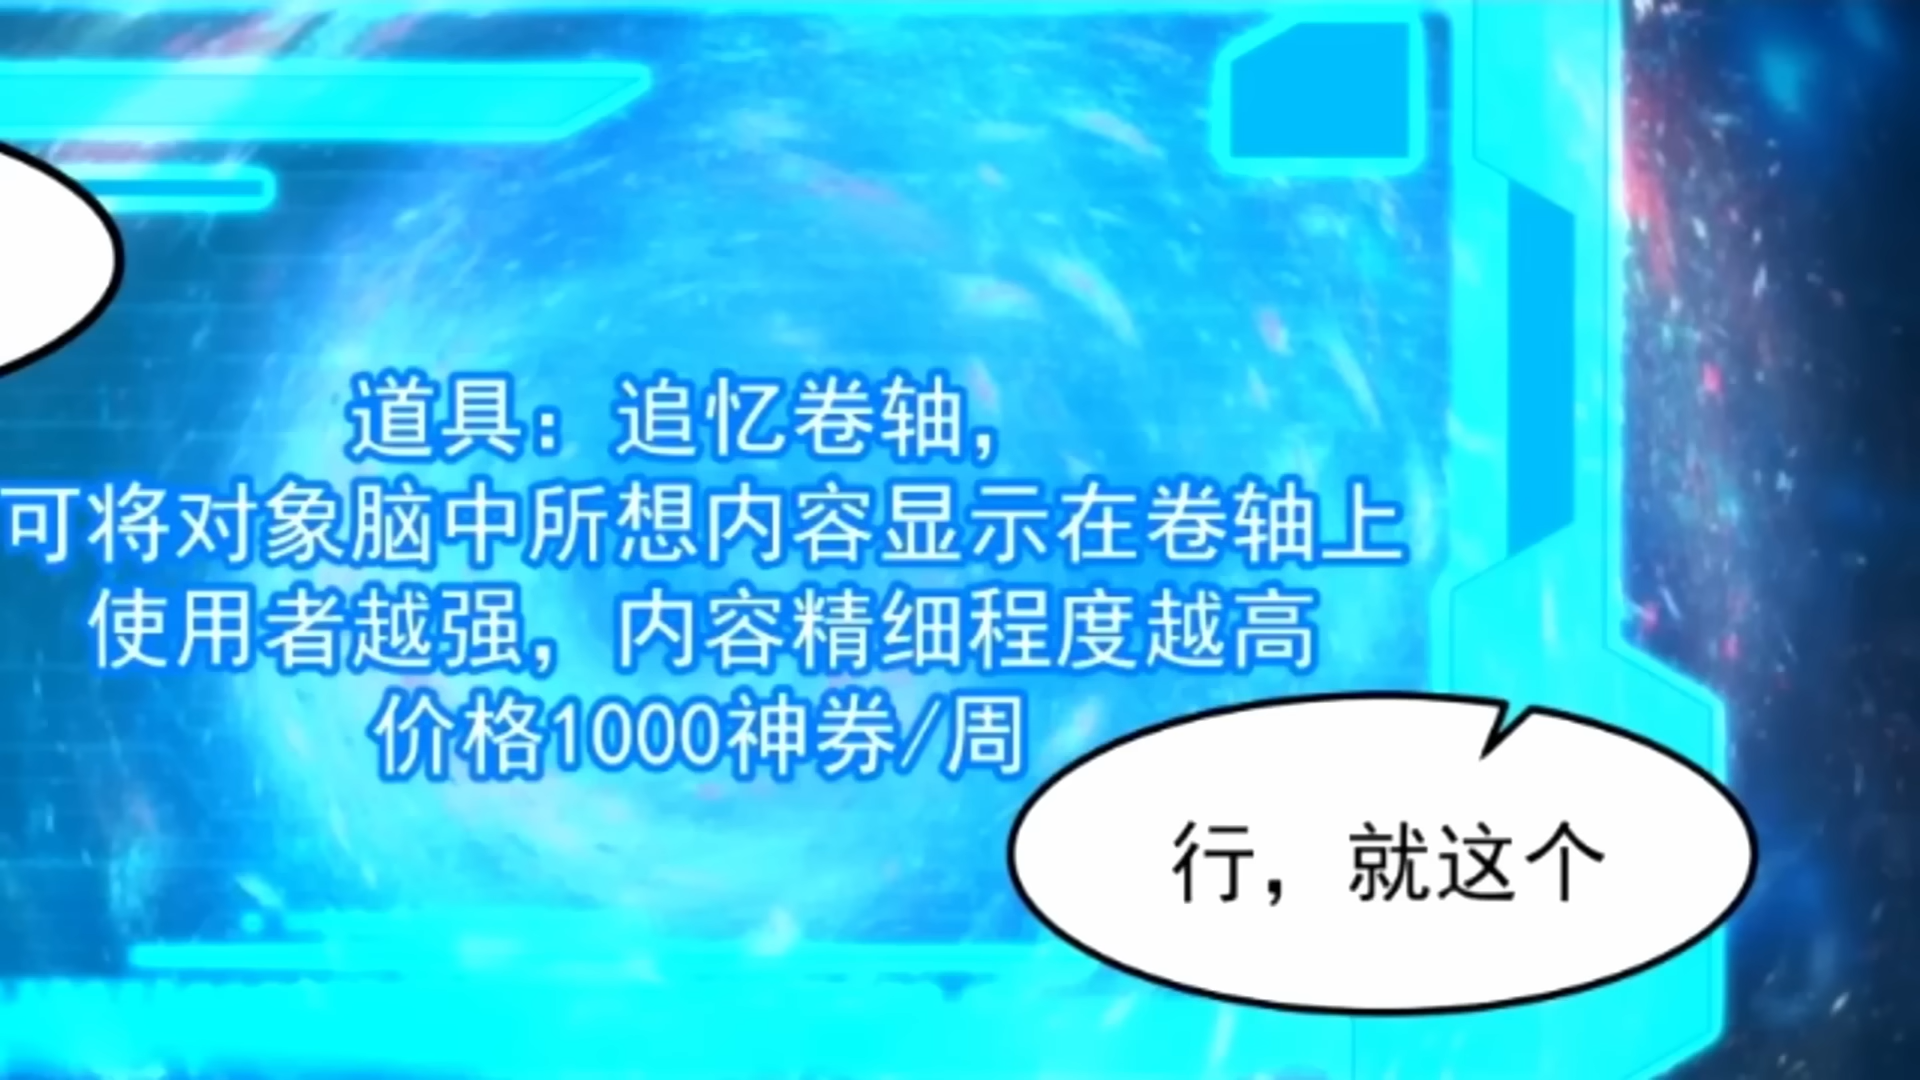 道具：追忆卷轴，
可将对象脑中所想内容显示在卷轴上
使用者越强，内容精细程度越高
价格1000神券/周
行，就这个